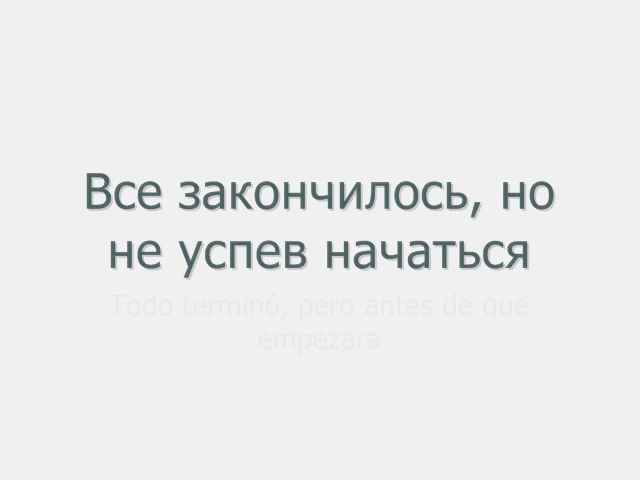 Все закончилось, но
не успев начаться
Todo terminó, pero antes de que
empezara